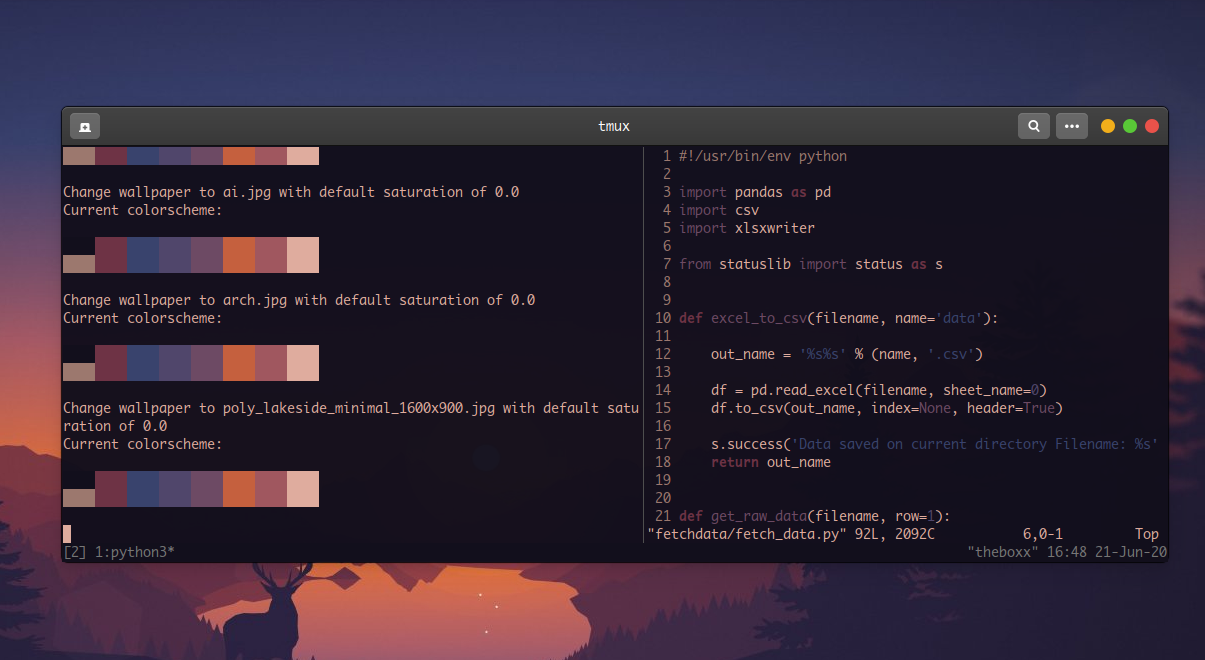 tmux
Change wallpaper to ai.jpg with default saturation of 0.0
Current colorscheme:
Change wallpaper to arch.jpg with default saturation of 0.0
Current colorscheme:
Change wallpaper to poly_lakeside_minimal_1600x900.jpg with default satu
ration of 0.0
Current colorscheme:
1 #!/usr/bin/env python
2
3 import pandas as pd
4 import csv
5 import xlsxwriter
6
7 from statuslib import status as s
8
9
10 def excel_to_csv(filename, name='data'):
11
12     out_name = '%s%s' % (name, '.csv')
13
14     df = pd.read_excel(filename, sheet_name=0)
15     df.to_csv(out_name, index=None, header=True)
16
17     s.success('Data saved on current directory Filename: %s'
18     return out_name
19
20
21 def get_raw_data(filename, row=1):
"fetchdata/fetch_data.py" 92L, 2092C 6,0-1 Top
[2] 1:python3* "theboxx" 16:48 21-Jun-20